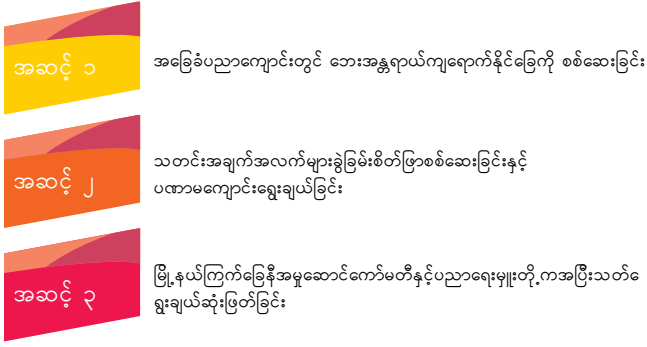 အဆင့် ၁
အခြေခံပညာကျောင်းတွင် ဘေးအန္တရာယ်ကျရောက်နိုင်ခြေကို စစ်ဆေးခြင်း
အဆင့် ၂
သတင်းအချက်အလက်များခွဲခြမ်းစိတ်ဖြာစစ်ဆေးခြင်းနှင့်
ပဏာမကျောင်းရွေးချယ်ခြင်း
အဆင့် ၃
မြို့နယ်ကြက်ခြေနီအမှုဆောင်ကော်မတီနှင့်ပညာရေးမှူးတို့ကအပြီးသတ်ေ
ရွးချယ်ဆုံးဖြတ်ခြင်း